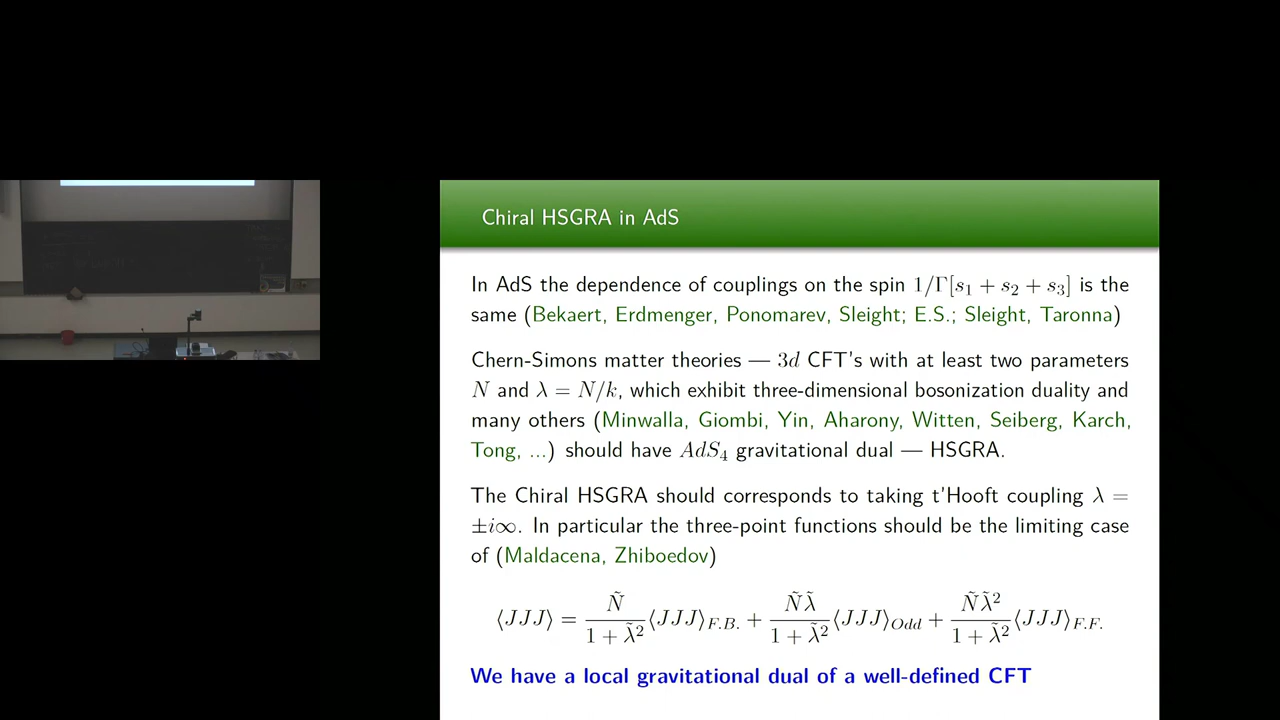 Chiral HSGRA in AdS
In AdS the dependence of couplings on the spin 1/Γ[s₁ + s₂ + s₃] is the
same (Bekaert, Erdmenger, Ponomarev, Sleight; E.S.; Sleight, Taronna)
Chern-Simons matter theories — 3d CFT's with at least two parameters
N and λ = N/k, which exhibit three-dimensional bosonization duality and
many others (Minwalla, Giombi, Yin, Aharony, Witten, Seiberg, Karch,
Tong, ...) should have AdS₄ gravitational dual — HSGRA.
The Chiral HSGRA should corresponds to taking t'Hooft coupling λ =
±i∞. In particular the three-point functions should be the limiting case
of (Maldacena, Zhiboedov)
⟨JJJ⟩ = Ñ/(1 + λ̃²) ⟨JJJ⟩F.B. + Ñλ̃/(1 + λ̃²) ⟨JJJ⟩Odd + Ñλ̃²/(1 + λ̃²) ⟨JJJ⟩F.F.
We have a local gravitational dual of a well-defined CFT